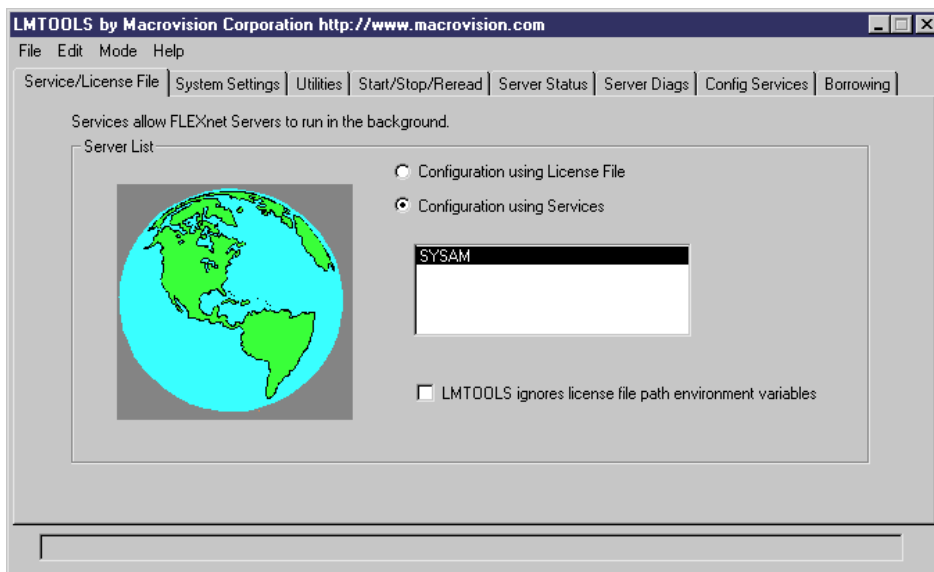 LMTOOLS by Macrovision Corporation http://www.macrovision.com
File Edit Mode Help
Service/License File System Settings Utilities Start/Stop/Reread Server Status Server Diags Config Services Borrowing
Services allow FLEXnet Servers to run in the background.
Server List
Configuration using License File
Configuration using Services
SYSAM
LMTOOLS ignores license file path environment variables